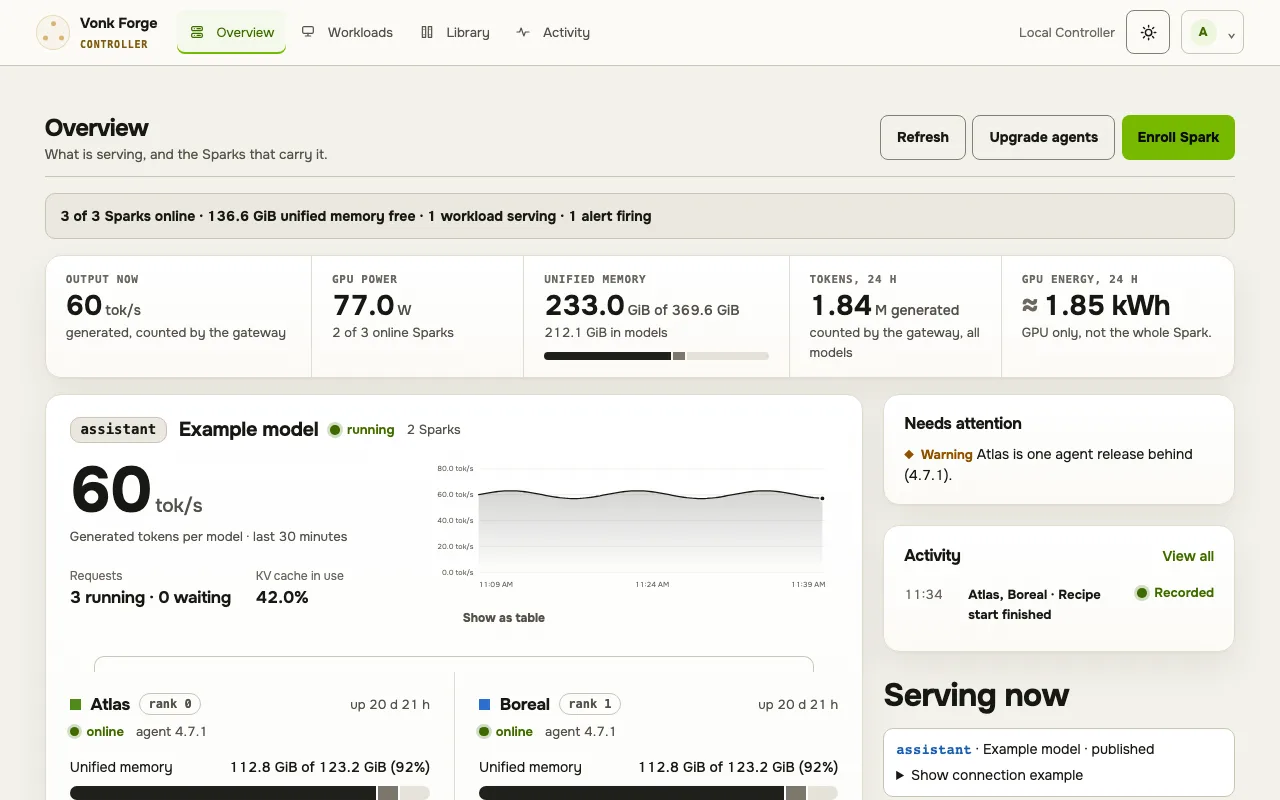 Vonk Forge
CONTROLLER
Overview
Workloads
Library
Activity
Local Controller
A
Overview
What is serving, and the Sparks that carry it.
Refresh
Upgrade agents
Enroll Spark
3 of 3 Sparks online · 136.6 GiB unified memory free · 1 workload serving · 1 alert firing
OUTPUT NOW
60 tok/s
generated, counted by the gateway
GPU POWER
77.0 W
2 of 3 online Sparks
UNIFIED MEMORY
233.0 GiB of 369.6 GiB
212.1 GiB in models
TOKENS, 24 H
1.84 M generated
counted by the gateway, all
models
GPU ENERGY, 24 H
≈ 1.85 kWh
GPU only, not the whole Spark.
assistant Example model running 2 Sparks
60 tok/s
Generated tokens per model · last 30 minutes
Requests
3 running · 0 waiting
KV cache in use
42.0%
80.0 tok/s
60.0 tok/s
40.0 tok/s
20.0 tok/s
0.0 tok/s
11:09 AM
11:24 AM
11:39 AM
Show as table
Atlas rank 0 up 20 d 21 h
online agent 4.7.1
Unified memory 112.8 GiB of 123.2 GiB (92%)
Boreal rank 1 up 20 d 21 h
online agent 4.7.1
Unified memory 112.8 GiB of 123.2 GiB (92%)
Needs attention
Warning Atlas is one agent release behind
(4.7.1).
Activity
View all
11:34 Atlas, Boreal · Recipe
start finished
Recorded
Serving now
assistant · Example model · published
Show connection example